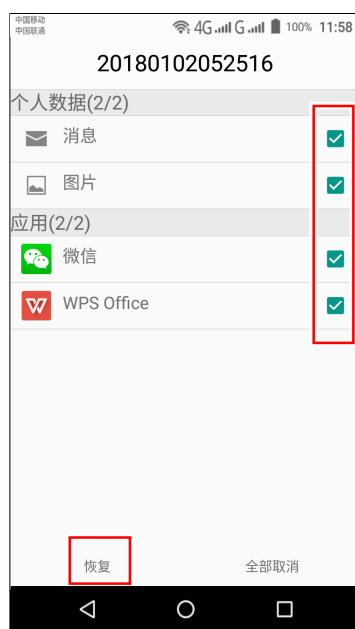 中国移动
中国联通
4G G 100% 11:58
20180102052516
个人数据(2/2)
消息
图片
应用(2/2)
微信
WPS Office
恢复 全部取消